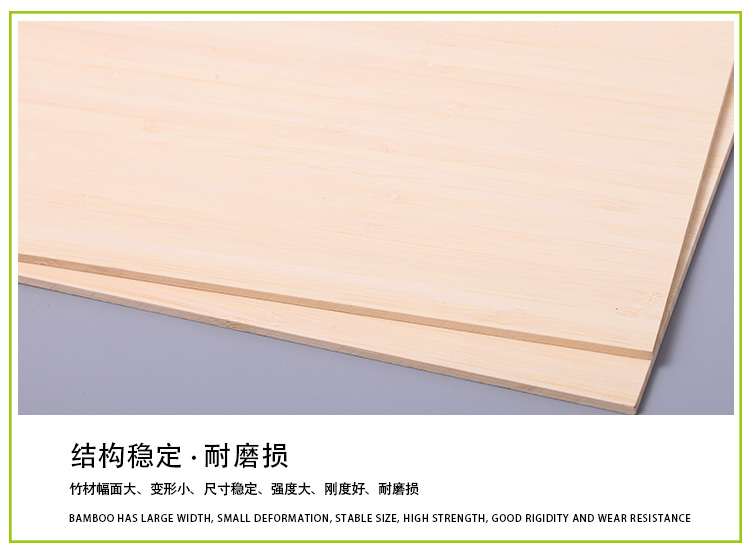 结构稳定·耐磨损
竹材幅面大、变形小、尺寸稳定、强度大、刚度好、耐磨损
BAMBOO HAS LARGE WIDTH, SMALL DEFORMATION, STABLE SIZE, HIGH STRENGTH, GOOD RIGIDITY AND WEAR RESISTANCE